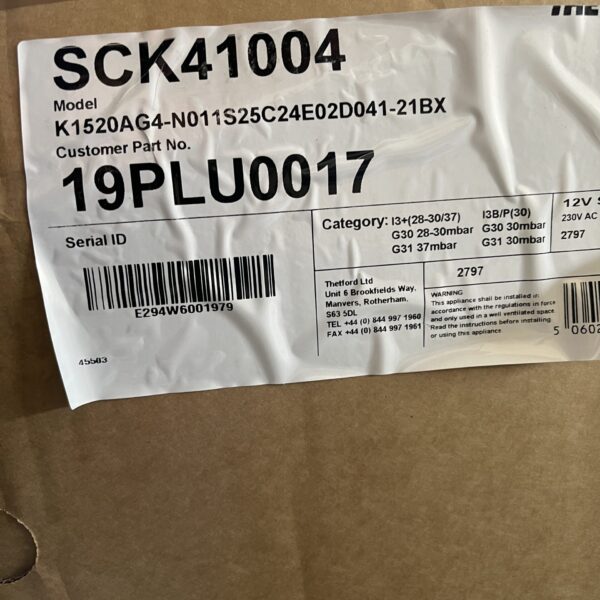 THE
SCK41004
Model
K1520AG4-N011S25C24E02D041-21BX
Customer Part No.
19PLU0017
Serial ID
E294W6001979
45503
Category: I3+(28-30/37)
G30 28-30mbar
G31 37mbar
I3B/P(30)
G30 30mbar
G31 30mbar
12V
230V AC
2797
Thetford Ltd
Unit 6 Brookfields Way,
Manvers, Rotherham.
S63 5DL
TEL +44 (0) 844 997 1960
FAX +44 (0) 844 997 1961
2797
WARNING
This appliance shall be installed in
accordance with the regulations in force
and only used in a well ventilated space
Read the instructions before installing
or using this appliance.
5 0602